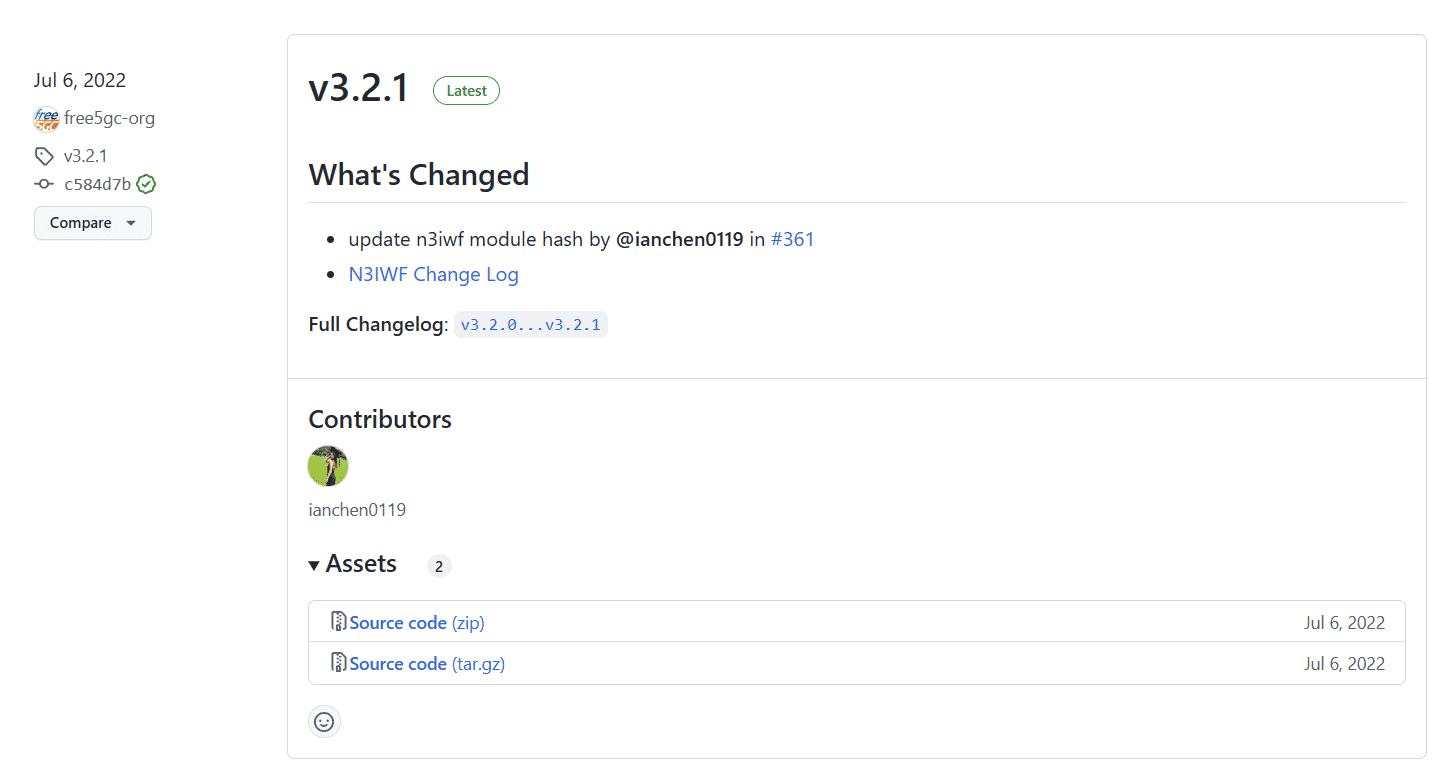 Jul 6, 2022
free5GC
free5gc-org
v3.2.1
c584d7b
Compare
v3.2.1 Latest
What's Changed
• update n3iwf module hash by @ianchen0119 in #361
• N3IWF Change Log
Full Changelog: v3.2.0...v3.2.1
Contributors
ianchen0119
Assets 2
Source code (zip) Jul 6, 2022
Source code (tar.gz) Jul 6, 2022